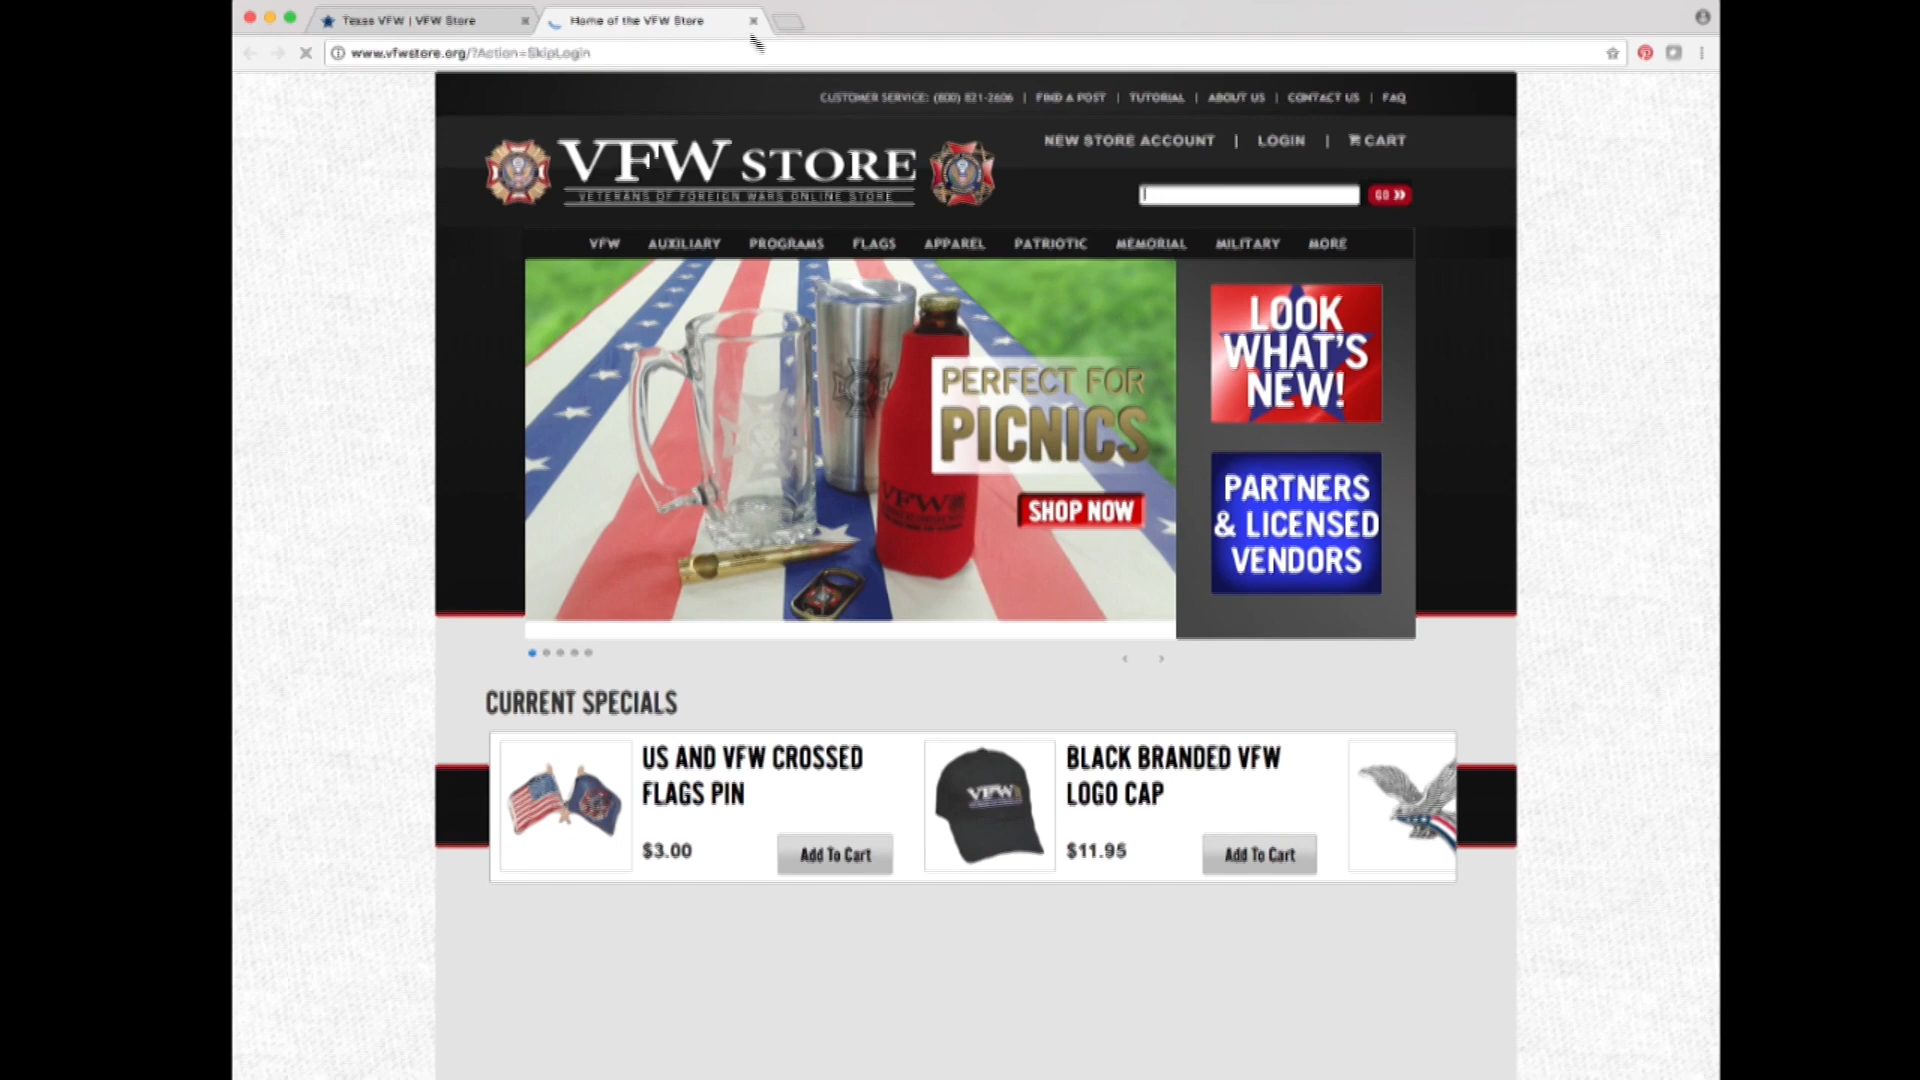 Texas VFW | VFW Store
Home of the VFW Store
www.vfwstore.org/?Action=SkipLogin
CUSTOMER SERVICE: (800) 821-2606 | FIND A POST | TUTORIAL | ABOUT US | CONTACT US | FAQ
NEW STORE ACCOUNT | LOGIN | CART
VFW STORE
VETERANS OF FOREIGN WARS ONLINE STORE
GO
VFW AUXILIARY PROGRAMS FLAGS APPAREL PATRIOTIC MEMORIAL MILITARY MORE
PERFECT FOR
PICNICS
SHOP NOW
VFW
LOOK
WHAT'S
NEW!
PARTNERS
& LICENSED
VENDORS
CURRENT SPECIALS
US AND VFW CROSSED
FLAGS PIN
$3.00
Add To Cart
VFW
BLACK BRANDED VFW
LOGO CAP
$11.95
Add To Cart